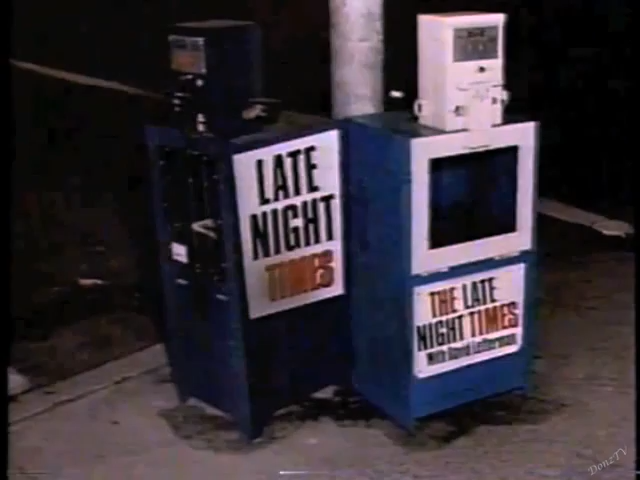 LATE
NIGHT
TIMES
THE LATE
NIGHT TIMES
With David Letterman
DonzTV